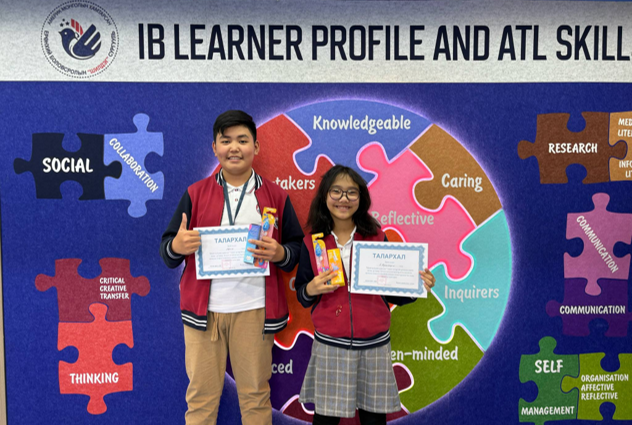 IB LEARNER PROFILE AND ATL SKILL
SOCIAL
COLLABORATION
Knowledgeable
takers
Caring
Reflective
Inquirers
en-minded
ced
RESEARCH
COMMUNICATION
COMMUNICATION
CRITICAL
CREATIVE
TRANSFER
THINKING
SELF
MANAGEMENT
ORGANISATION
AFFECTIVE
REFLECTIVE
ТАЛАРХАЛ
ТАЛАРХАЛ